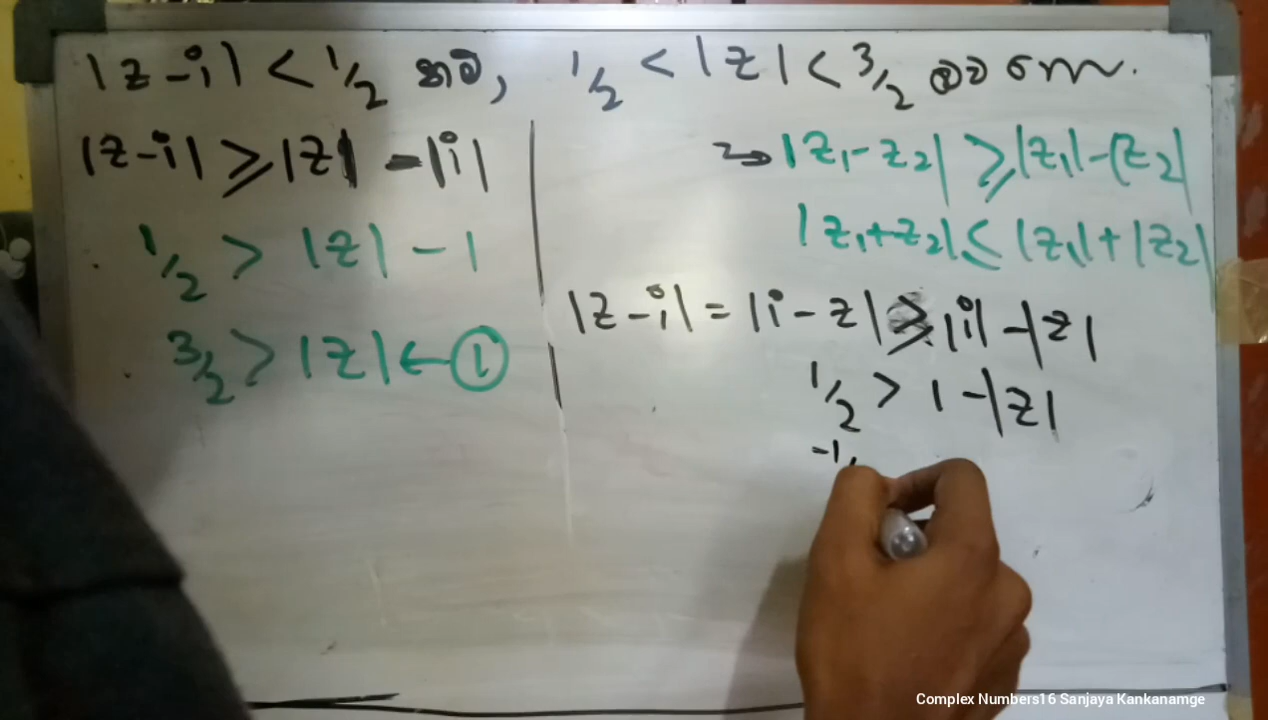 |z-i| < 1/2 නම්, 1/2 < |z| < 3/2 බව
|z-i| ⩾ |z| - |i|
1/2 > |z| - 1
3/2 > |z| ← ①
|z₁-z₂| ⩾ |z₁|-|z₂|
|z₁+z₂| ⩽ |z₁|+|z₂|
|z-i| = |i-z| ⩾ |i| -|z|
1/2 > 1 -|z|
-1
Complex Numbers16 Sanjaya Kankanamge